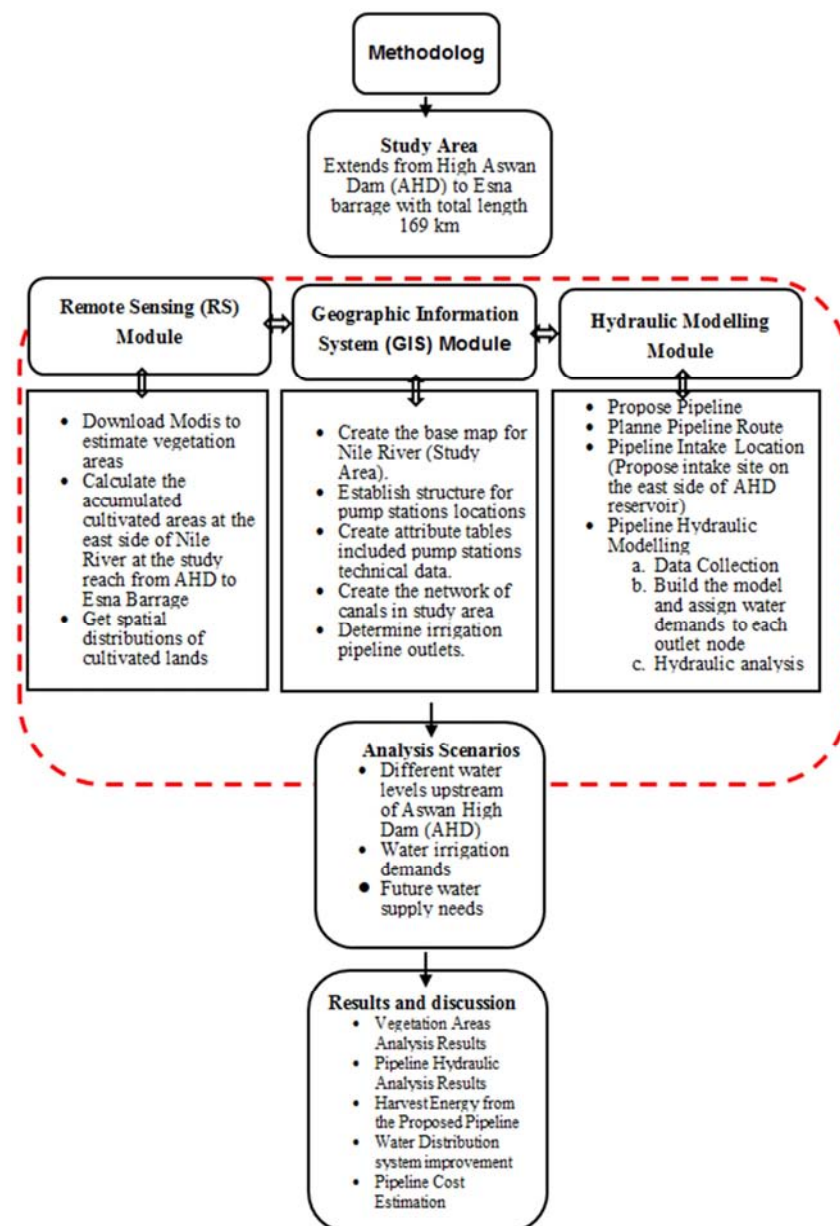 Methodolog
Study Area
Extends from High Aswan
Dam (AHD) to Esna
barrage with total length
169 km
Remote Sensing (RS)
Module
Geographic Information
System (GIS) Module
Hydraulic Modelling
Module
• Download Modis to
estimate vegetation
areas
• Calculate the
accumulated
cultivated areas at the
east side of Nile
River at the study
reach from AHD to
Esna Barrage
• Get spatial
distributions of
cultivated lands
• Create the base map for
Nile River (Study
Area).
• Establish structure for
pump stations locations
• Create attribute tables
included pump stations
technical data.
• Create the network of
canals in study area
• Determine irrigation
pipeline outlets.
• Propose Pipeline
• Planne Pipeline Route
• Pipeline Intake Location
(Propose intake site on
the east side of AHD
reservoir)
• Pipeline Hydraulic
Modelling
a. Data Collection
b. Build the model
and assign water
demands to each
outlet node
c. Hydraulic analysis
Analysis Scenarios
• Different water
levels upstream
of Aswan High
Dam (AHD)
• Water irrigation
demands
• Future water
supply needs
Results and discussion
• Vegetation Areas
Analysis Results
• Pipeline Hydraulic
Analysis Results
• Harvest Energy from
the Proposed Pipeline
• Water Distribution
system improvement
• Pipeline Cost
Estimation